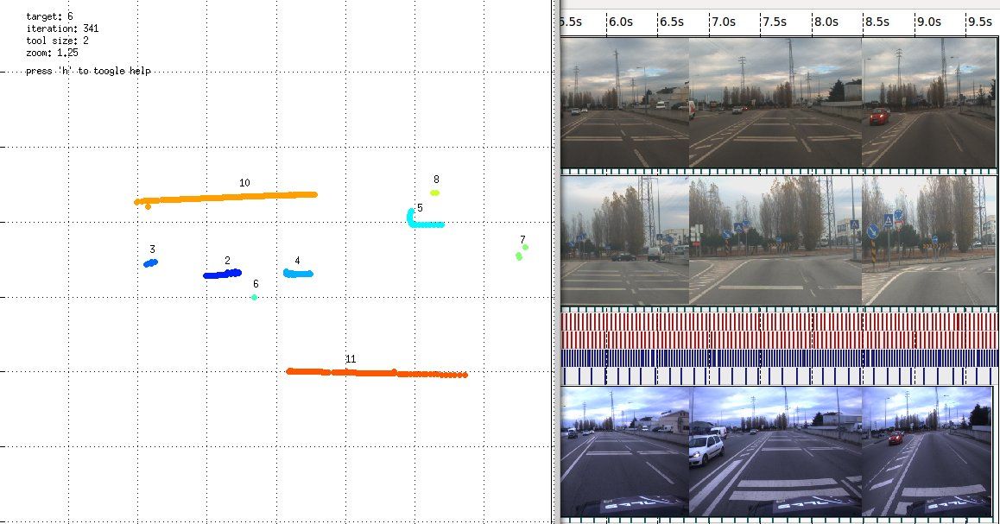 target: 6
iteration: 341
tool size: 2
zoom: 1.25
press 'h' to toogle help
10
8
5
7
3
2
4
6
11
5.5s 6.0s 6.5s 7.0s 7.5s 8.0s 8.5s 9.0s 9.5s